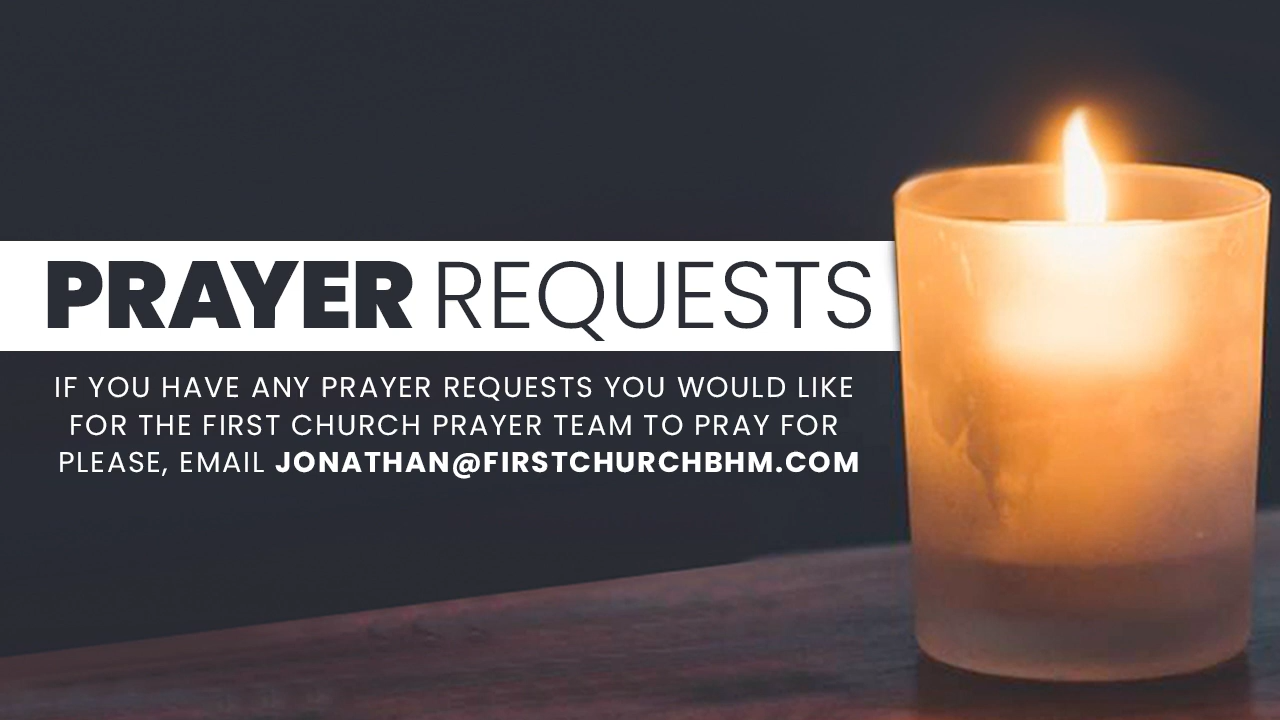 PRAYER REQUESTS
IF YOU HAVE ANY PRAYER REQUESTS YOU WOULD LIKE
FOR THE FIRST CHURCH PRAYER TEAM TO PRAY FOR
PLEASE, EMAIL JONATHAN@FIRSTCHURCHBHM.COM